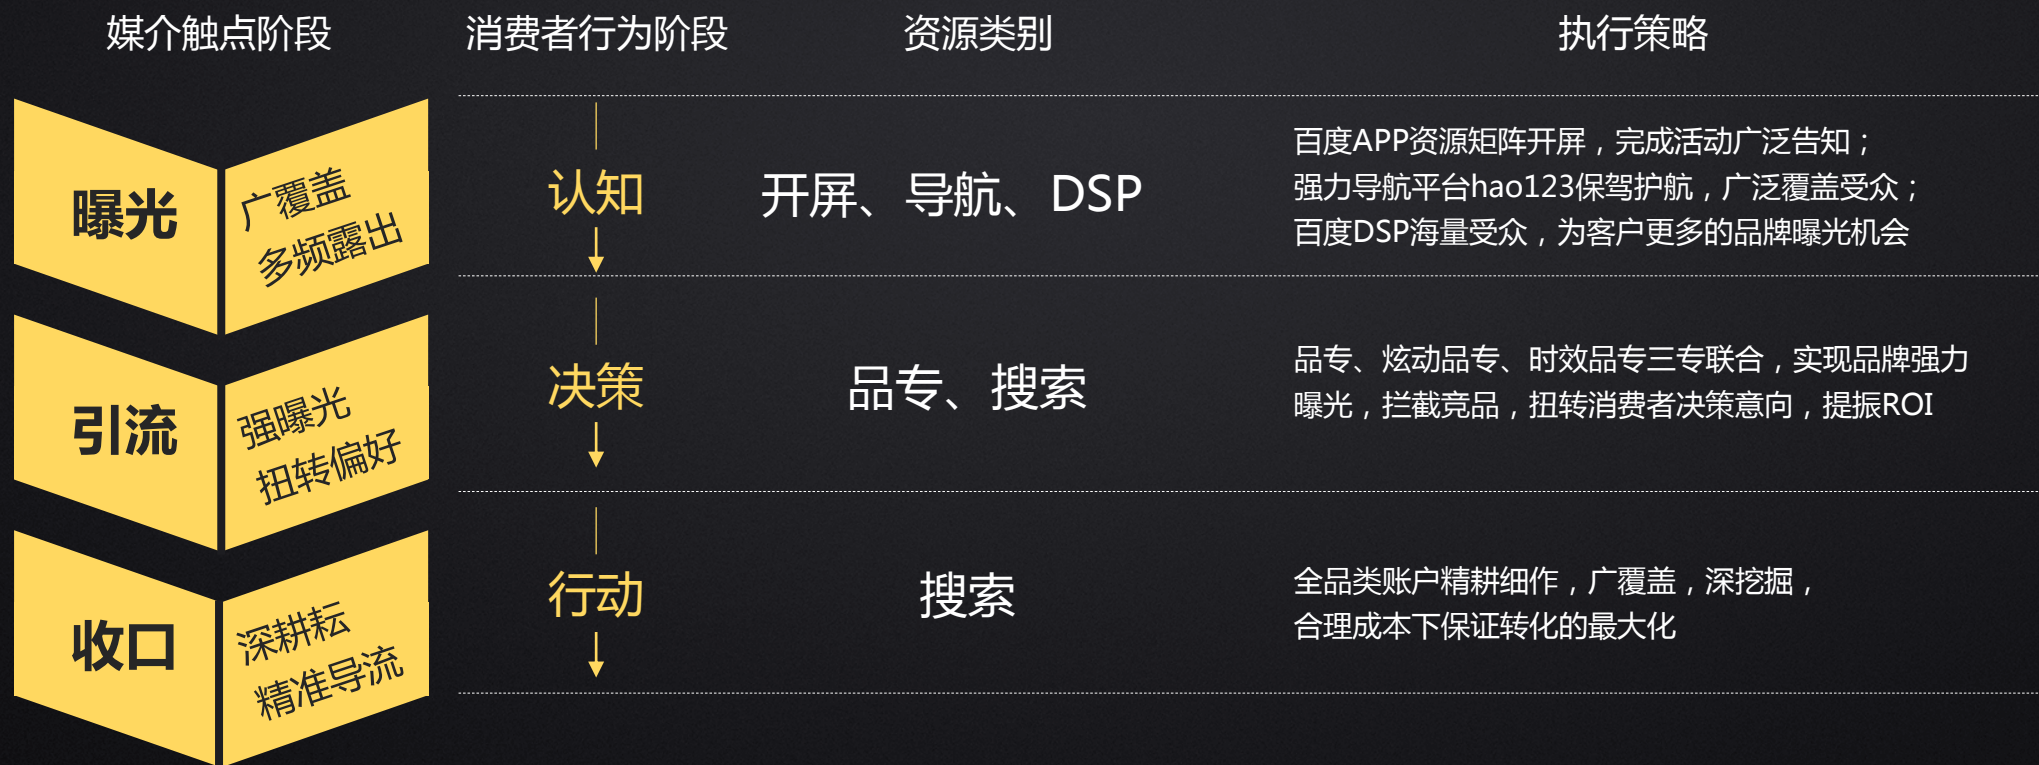 媒介触点阶段
消费者行为阶段
资源类别
执行策略
曝光
广覆盖
多频露出
认知
开屏、导航、DSP
百度APP资源矩阵开屏，完成活动广泛告知；
强力导航平台hao123保驾护航，广泛覆盖受众；
百度DSP海量受众，为客户更多的品牌曝光机会
引流
强曝光
扭转偏好
决策
品专、搜索
品专、炫动品专、时效品专三专联合，实现品牌强力
曝光，拦截竞品，扭转消费者决策意向，提振ROI
收口
深耕耘
精准导流
行动
搜索
全品类账户精耕细作，广覆盖，深挖掘，
合理成本下保证转化的最大化